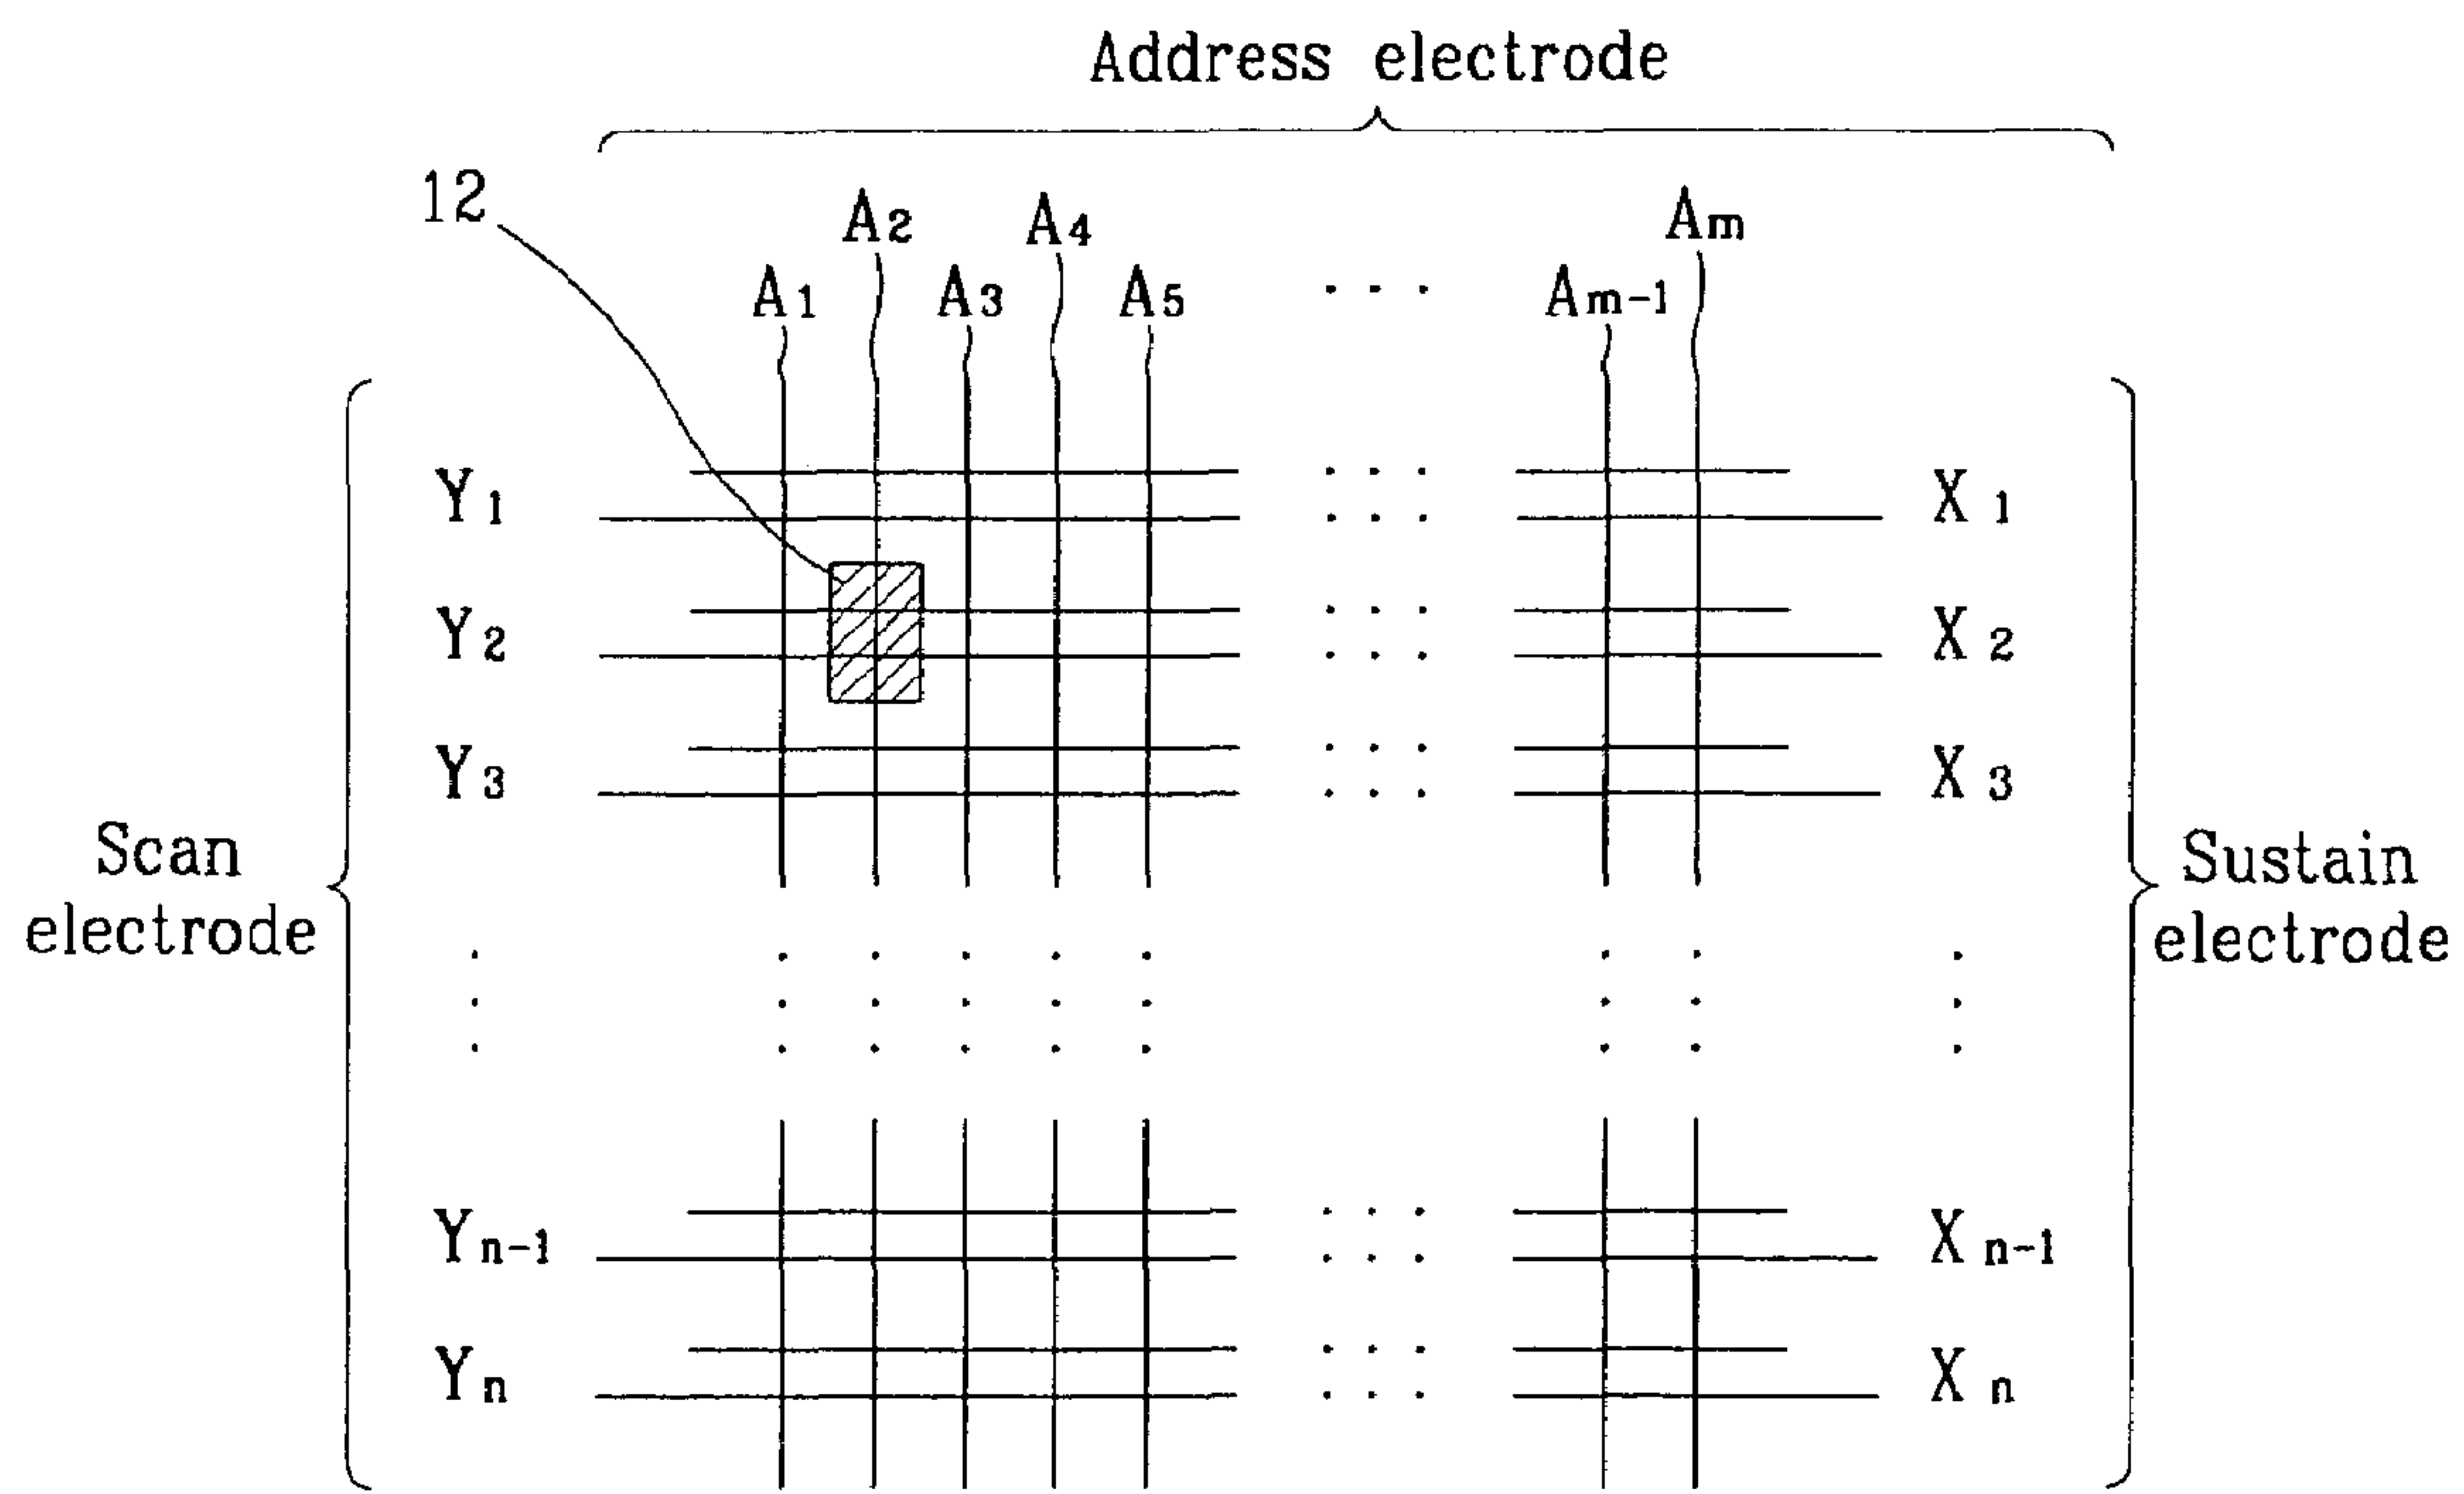 Address electrode
12
A2 A4 Am
A1 A3 A5 . . . Am-1
Y1 . . . X1
Y2 . . . X2
Y3 . . . X3
Scan
electrode
Sustain
electrode
Yn-1 . . . Xn-1
Yn . . . Xn